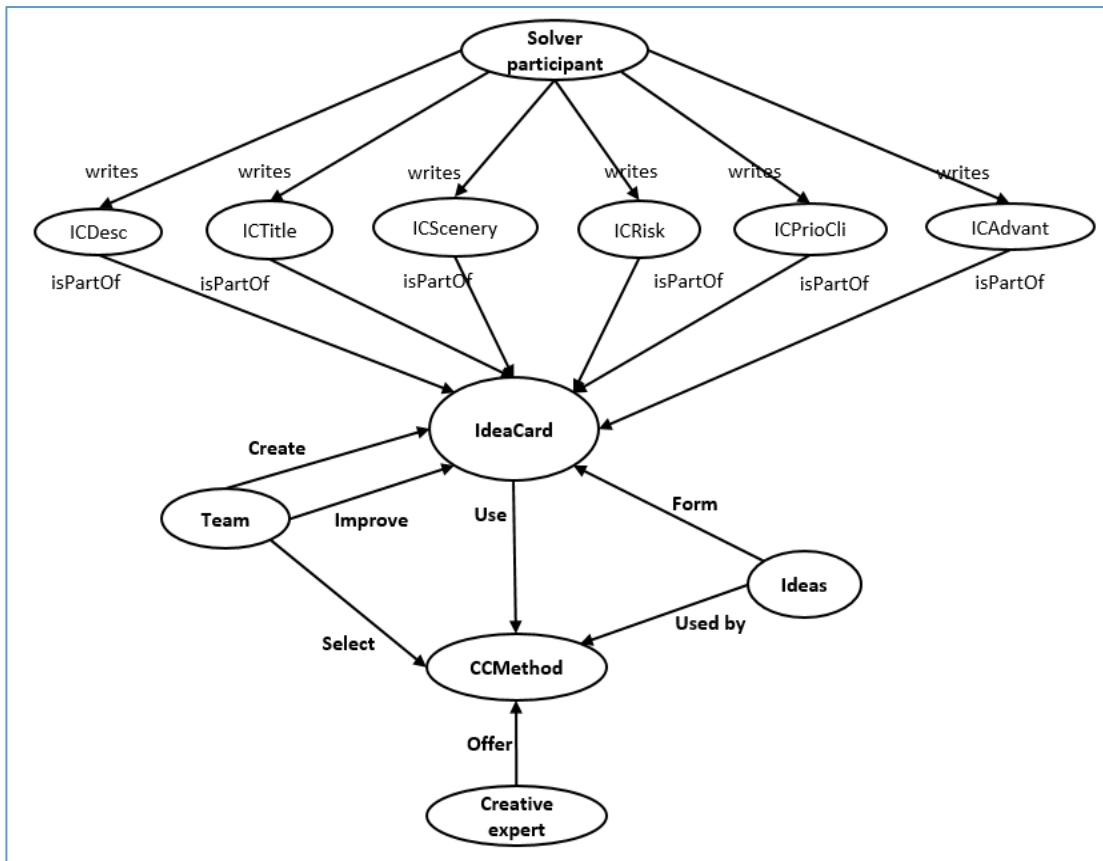 Solver
participant
writes
writes
writes
writes
writes
writes
ICDesc
ICTitle
ICScenery
ICRisk
ICPrioCli
ICAdvant
isPartOf
isPartOf
isPartOf
isPartOf
isPartOf
isPartOf
IdeaCard
Create
Team
Improve
Use
Form
Ideas
Used by
Select
CCMethod
Offer
Creative
expert